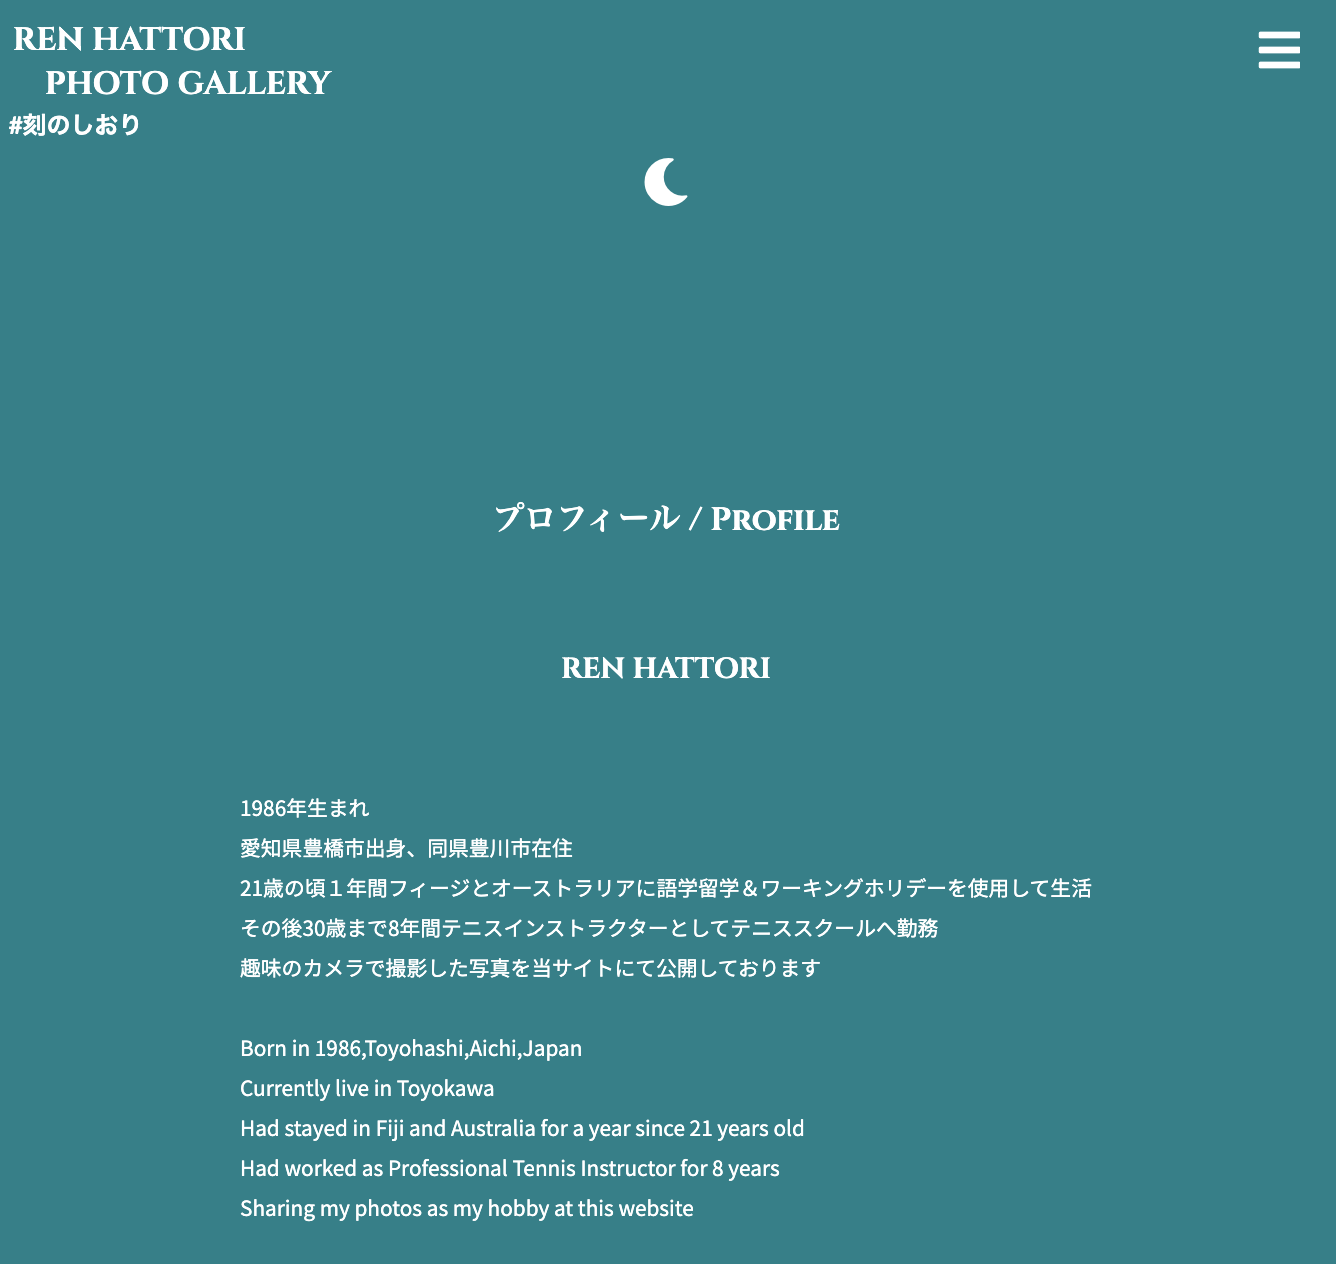 REN HATTORI
PHOTO GALLERY
#刻のしおり
プロフィール / Profile
REN HATTORI
1986年生まれ
愛知県豊橋市出身、同県豊川市在住
21歳の頃１年間フィージとオーストラリアに語学留学＆ワーキングホリデーを使用して生活
その後30歳まで8年間テニスインストラクターとしてテニススクールへ勤務
趣味のカメラで撮影した写真を当サイトにて公開しております
Born in 1986,Toyohashi,Aichi,Japan
Currently live in Toyokawa
Had stayed in Fiji and Australia for a year since 21 years old
Had worked as Professional Tennis Instructor for 8 years
Sharing my photos as my hobby at this website